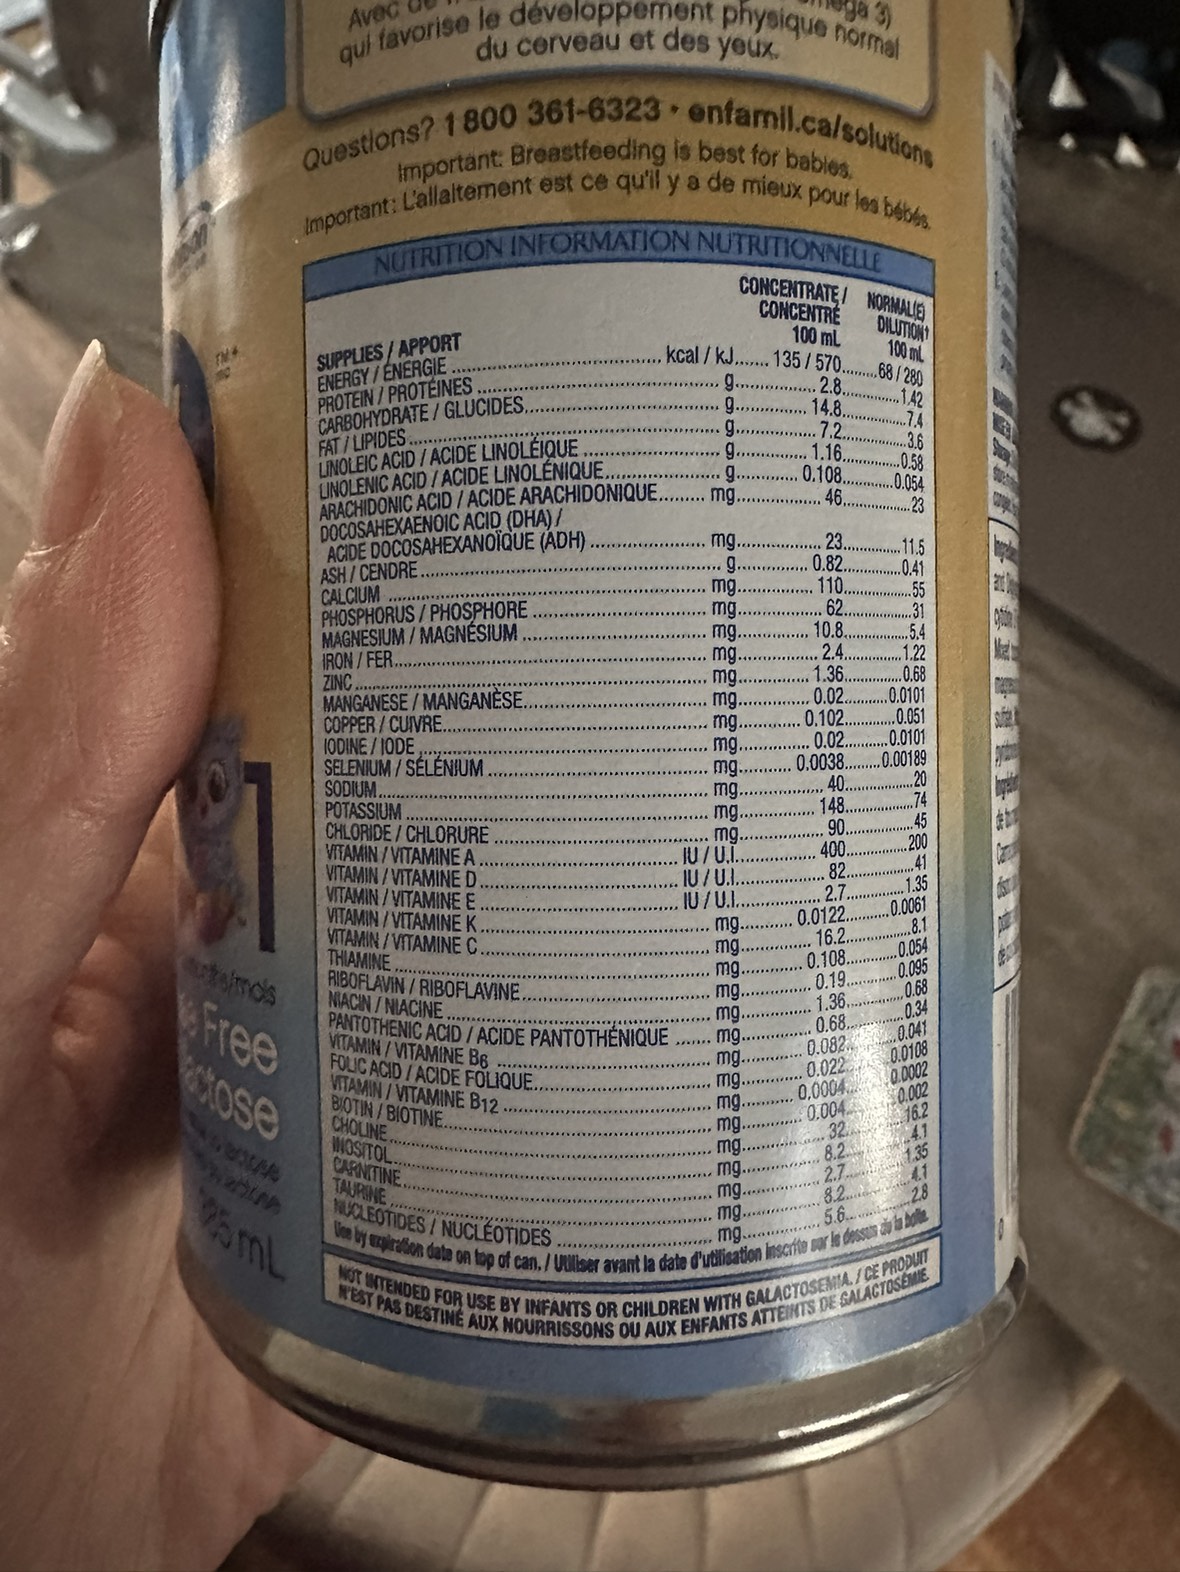 Avec
qui favorise le développement physique normal
du cerveau et des yeux.
Questions? 1 800 361-6323 • enfamil.ca/solutions
Important: Breastfeeding is best for babies.
Important: L'allaitement est ce qu'il y a de mieux pour les bébés.
NUTRITION INFORMATION NUTRITIONNELLE
CONCENTRATE / CONCENTRÉ 100 mL
NORMAL(E) DILUTION† 100 mL
SUPPLIES / APPORT
ENERGY / ÉNERGIE kcal / kJ 135 / 570 68 / 280
PROTEIN / PROTÉINES g 2.8 1.42
CARBOHYDRATE / GLUCIDES g 14.8 7.4
FAT / LIPIDES g 7.2 3.6
LINOLEIC ACID / ACIDE LINOLÉIQUE g 1.16 0.58
LINOLENIC ACID / ACIDE LINOLÉNIQUE g 0.108 0.054
ARACHIDONIC ACID / ACIDE ARACHIDONIQUE mg 46 23
DOCOSAHEXAENOIC ACID (DHA) /
ACIDE DOCOSAHEXANOÏQUE (ADH) mg 23 11.5
ASH / CENDRE g 0.82 0.41
CALCIUM mg 110 55
PHOSPHORUS / PHOSPHORE mg 62 31
MAGNESIUM / MAGNÉSIUM mg 10.8 5.4
IRON / FER mg 2.4 1.22
ZINC mg 1.36 0.68
MANGANESE / MANGANÈSE mg 0.02 0.0101
COPPER / CUIVRE mg 0.102 0.051
IODINE / IODE mg 0.02 0.0101
SELENIUM / SÉLÉNIUM mg 0.0038 0.00189
SODIUM mg 40 20
POTASSIUM mg 148 74
CHLORIDE / CHLORURE mg 90 45
VITAMIN / VITAMINE A IU / U.I. 400 200
VITAMIN / VITAMINE D IU / U.I. 82 41
VITAMIN / VITAMINE E IU / U.I. 2.7 1.35
VITAMIN / VITAMINE K mg 0.0122 0.0061
VITAMIN / VITAMINE C mg 16.2 8.1
THIAMINE mg 0.108 0.054
RIBOFLAVIN / RIBOFLAVINE mg 0.19 0.095
NIACIN / NIACINE mg 1.36 0.68
PANTOTHENIC ACID / ACIDE PANTOTHÉNIQUE mg 0.68 0.34
VITAMIN / VITAMINE B6 mg 0.082 0.041
FOLIC ACID / ACIDE FOLIQUE mg 0.022 0.0108
VITAMIN / VITAMINE B12 mg 0.0004 0.0002
BIOTIN / BIOTINE mg 0.004 0.002
CHOLINE mg 32 16.2
INOSITOL mg 8.2 4.1
CARNITINE mg 2.7 1.35
TAURINE mg 8.2 4.1
NUCLEOTIDES / NUCLÉOTIDES mg 5.6 2.8
Use by expiration date on top of can. / Utiliser avant la date d'utilisation inscrite sur le dessus de la boîte.
NOT INTENDED FOR USE BY INFANTS OR CHILDREN WITH GALACTOSEMIA. / CE PRODUIT
N'EST PAS DESTINÉ AUX NOURRISSONS OU AUX ENFANTS ATTEINTS DE GALACTOSÉMIE.
1
Free
mL